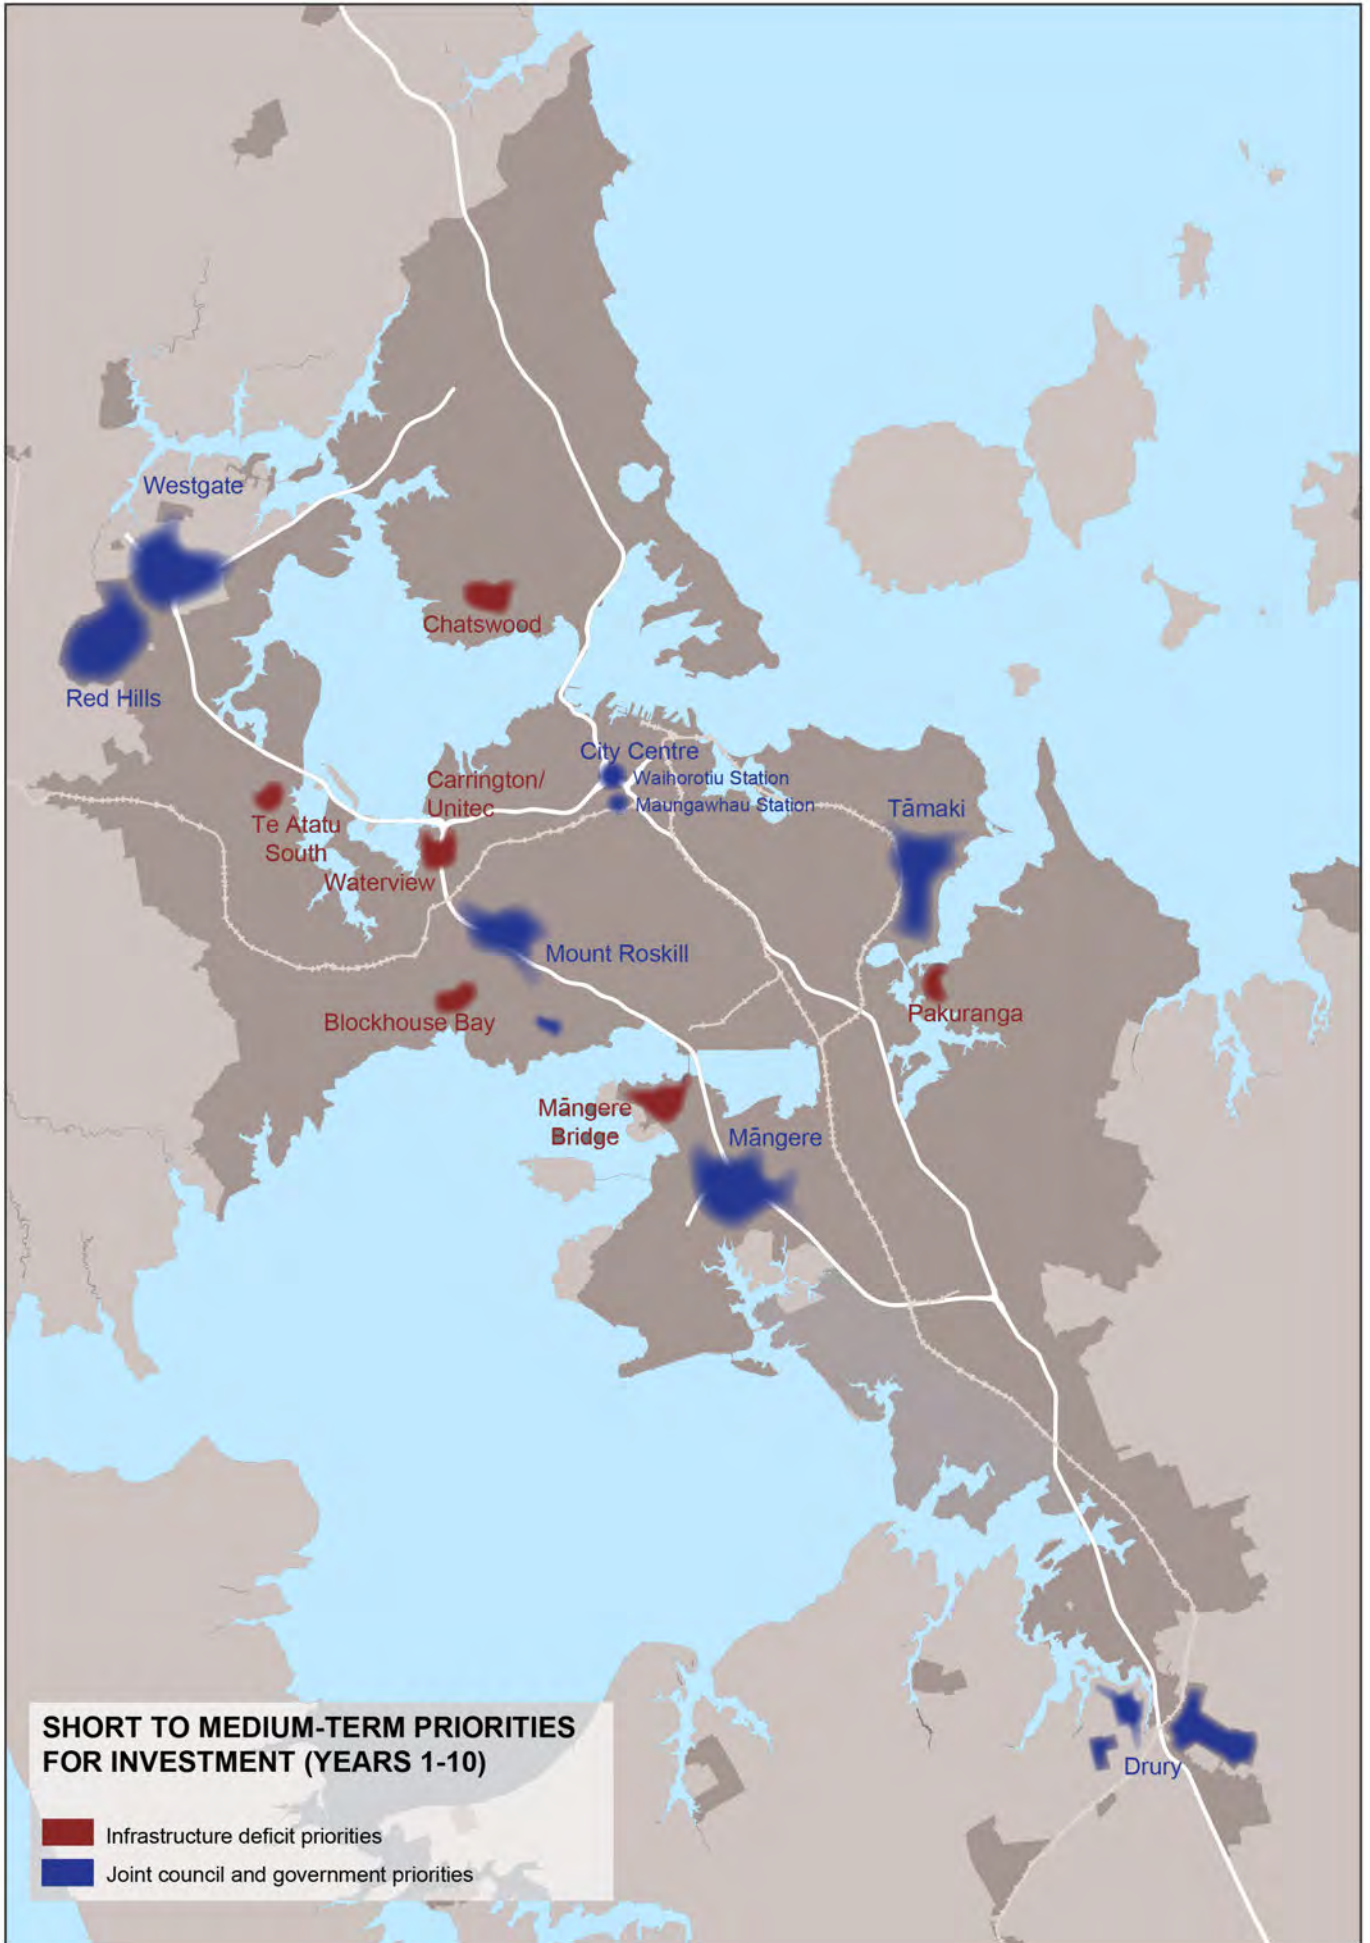 Westgate
Chatswood
Red Hills
City Centre
Waihorotiu Station
Maungawhau Station
Carrington/
Unitec
Tāmaki
Te Atatu
South
Waterview
Mount Roskill
Pakuranga
Blockhouse Bay
Māngere
Bridge
Māngere
Drury
SHORT TO MEDIUM-TERM PRIORITIES
FOR INVESTMENT (YEARS 1-10)
Infrastructure deficit priorities
Joint council and government priorities